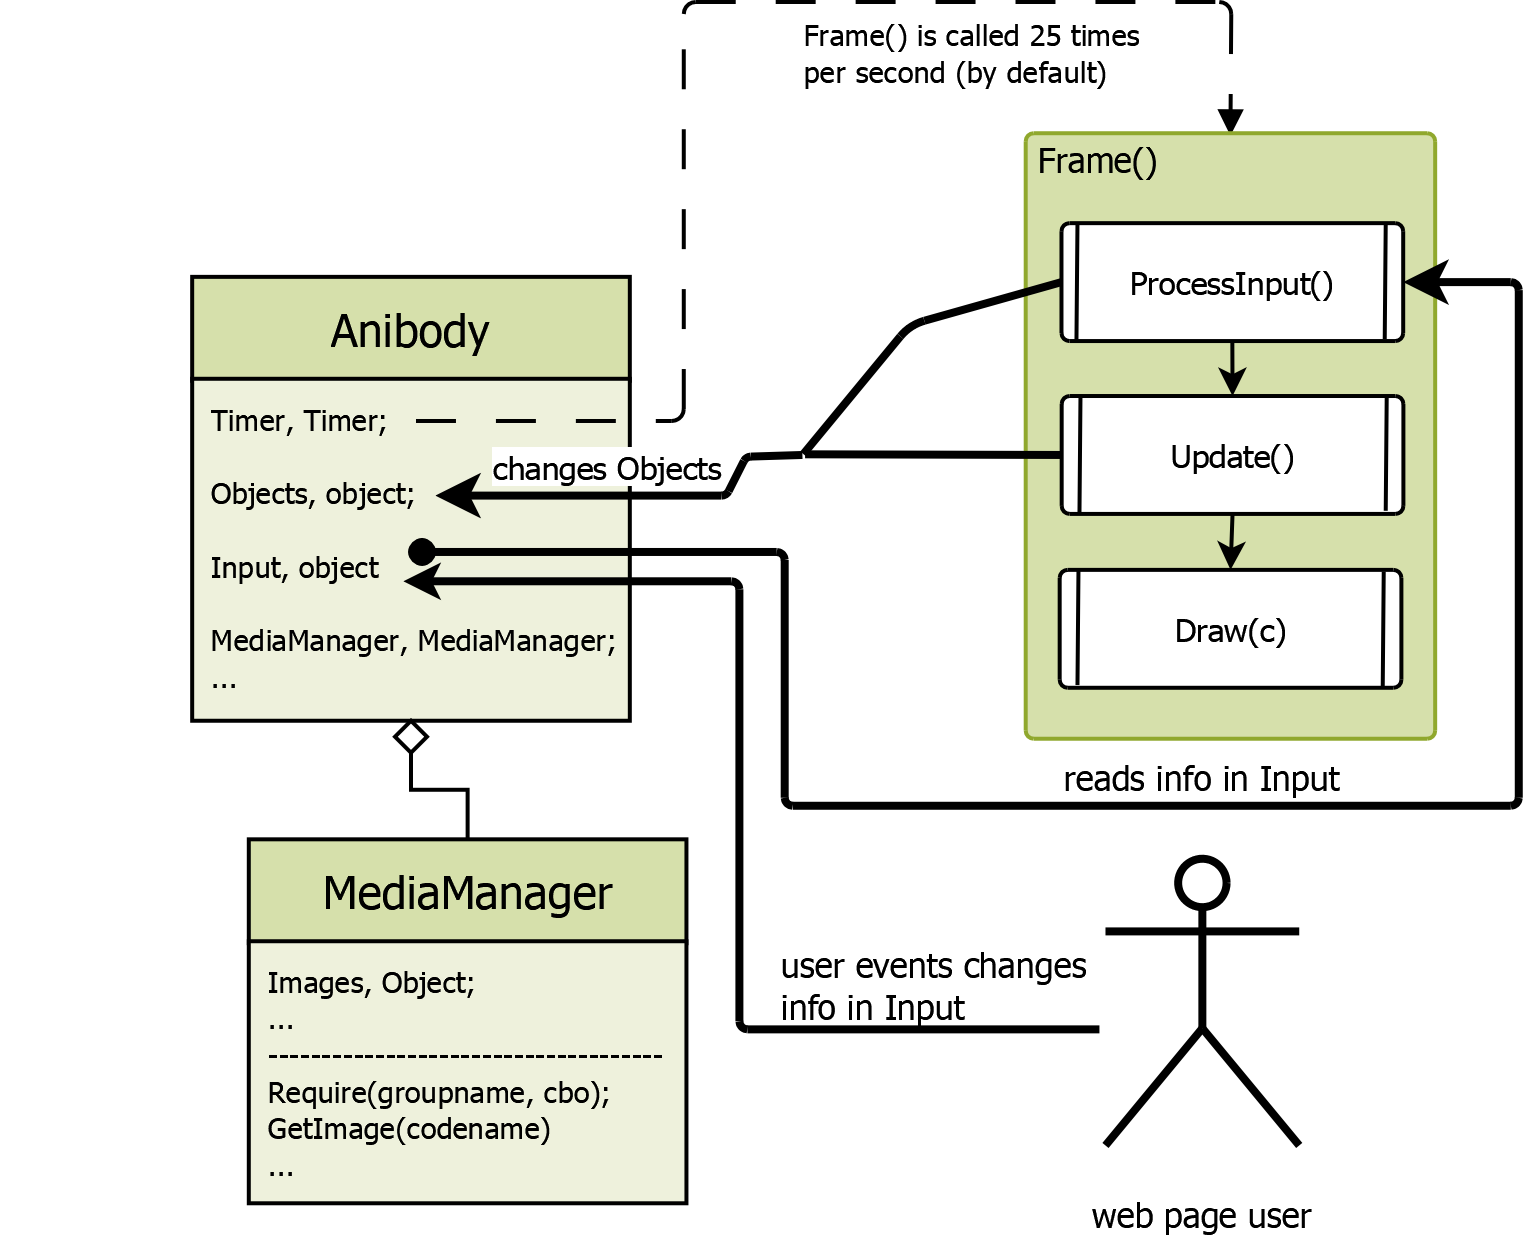 Frame() is called 25 times
per second (by default)
Frame()
ProcessInput()
Update()
Draw(c)
Anibody
Timer, Timer;
changes Objects
Objects, object;
Input, object
MediaManager, MediaManager;
...
reads info in Input
MediaManager
Images, Object;
...
-------------------------------------
Require(groupname, cbo);
GetImage(codename)
...
user events changes
info in Input
web page user